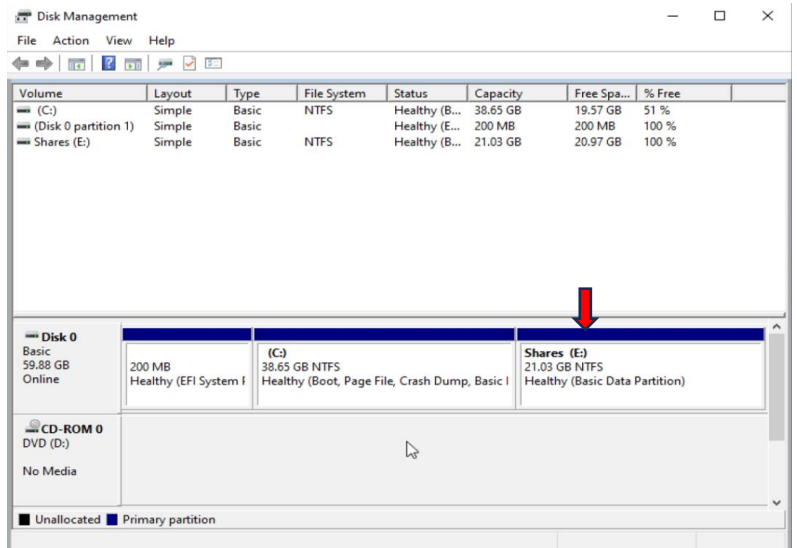 Disk Management
File Action View Help
Volume Layout Type File System Status Capacity Free Spa... % Free
(C:) Simple Basic NTFS Healthy (B... 38.65 GB 19.57 GB 51 %
(Disk 0 partition 1) Simple Basic Healthy (E... 200 MB 200 MB 100 %
Shares (E:) Simple Basic NTFS Healthy (B... 21.03 GB 20.97 GB 100 %
Disk 0
Basic
59.88 GB
Online
200 MB
Healthy (EFI System
(C:)
38.65 GB NTFS
Healthy (Boot, Page File, Crash Dump, Basic
Shares (E:)
21.03 GB NTFS
Healthy (Basic Data Partition)
CD-ROM 0
DVD (D:)
No Media
Unallocated Primary partition